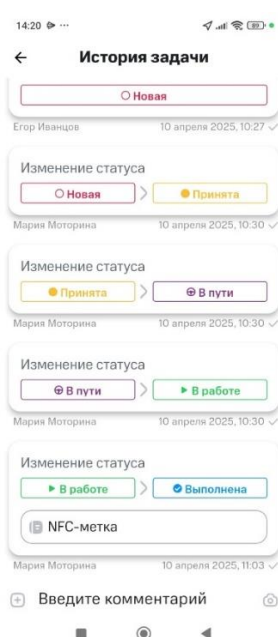 14:20
История задачи
Новая
Егор Иванцов 10 апреля 2025, 10:27
Изменение статуса
Новая Принята
Мария Моторина 10 апреля 2025, 10:30
Изменение статуса
Принята В пути
Мария Моторина 10 апреля 2025, 10:30
Изменение статуса
В пути В работе
Мария Моторина 10 апреля 2025, 10:30
Изменение статуса
В работе Выполнена
NFC-метка
Мария Моторина 10 апреля 2025, 11:03
Введите комментарий